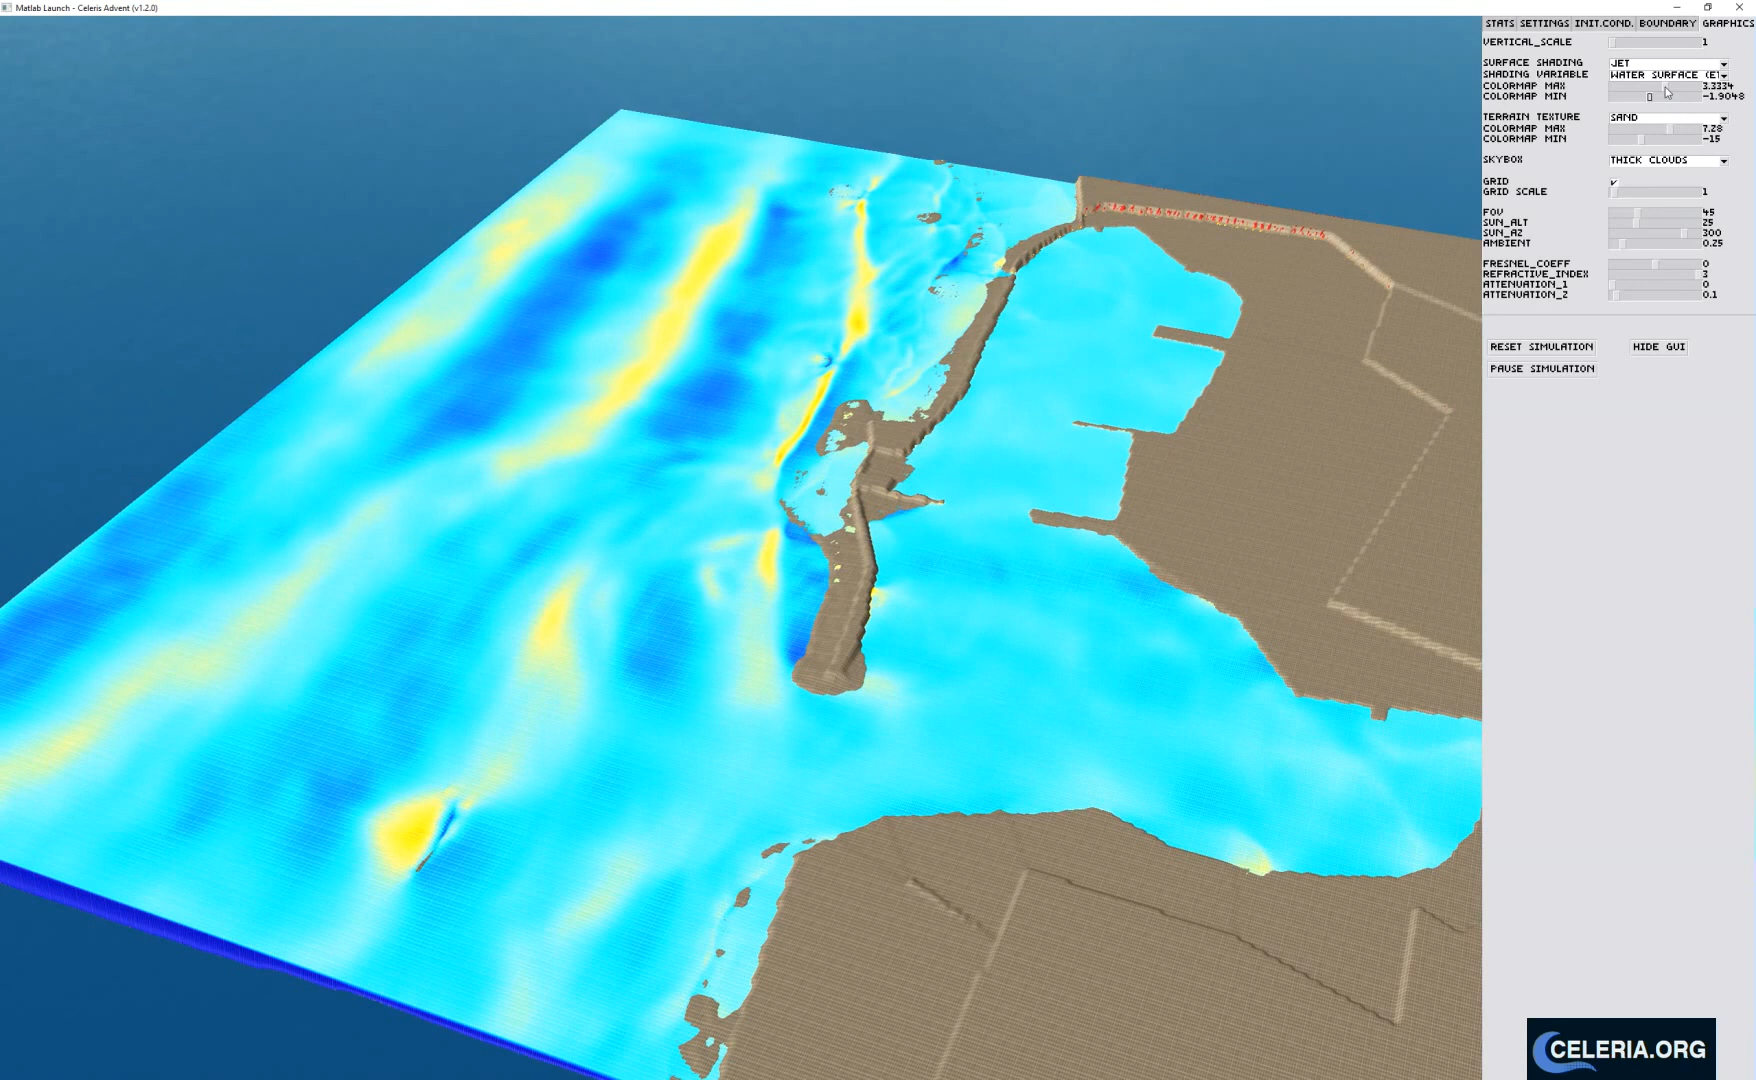 Matlab Launch - Celeris Advent (v1.2.0)
STATS SETTINGS INIT.COND. BOUNDARY GRAPHICS
VERTICAL_SCALE 1
SURFACE SHADING JET
SHADING VARIABLE WATER SURFACE (ET
COLORMAP MAX 3.3334
COLORMAP MIN -1.9048
TERRAIN TEXTURE SAND
COLORMAP MAX 7.28
COLORMAP MIN -15
SKYBOX THICK CLOUDS
GRID
GRID SCALE 1
FOV 45
SUN_ALT 25
SUN_AZ 300
AMBIENT 0.25
FRESNEL_COEFF 0
REFRACTIVE_INDEX 3
ATTENUATION_1 0
ATTENUATION_2 0.1
RESET SIMULATION HIDE GUI
PAUSE SIMULATION
CELERIA.ORG